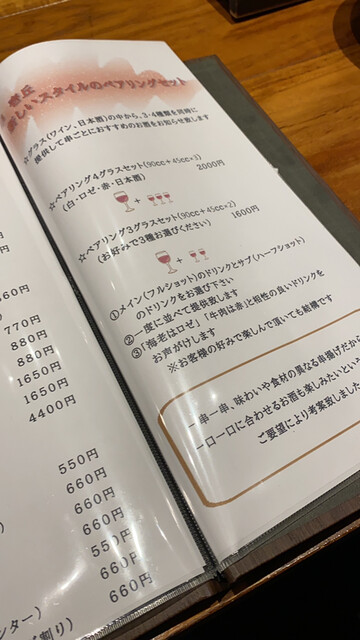 串丘
新しいスタイルのペアリングセット
☆グラス(ワイン、日本酒)の中から、3・4種類を同時に
提供して串ごとにおすすめのお酒をお知らせ致します
☆ペアリング4グラスセット(90cc+45cc×3)
(白・ロゼ・赤・日本酒) 2000円
+
☆ペアリング3グラスセット(90cc+45cc×2)
(お好みで3種お選びください) 1600円
+
①メイン(フルショット)のドリンクとサブ(ハーフショット)
のドリンクをお選び下さい
②一度に並べて提供致します
③「海老はロゼ」「牛肉は赤」と相性の良いドリンクを
お声がけします
※お客様の好みで楽しんで頂いても結構です
一串一串、味わいや食材の異なる串揚げだから
一口一口に合わせるお酒も楽しみたいとい
ご要望により考案致しました
円
円
円
60円
770円
880円
880円
1650円
1650円
4400円
550円
660円
660円
660円
550円
660円
660円
ンター)
ご割り)